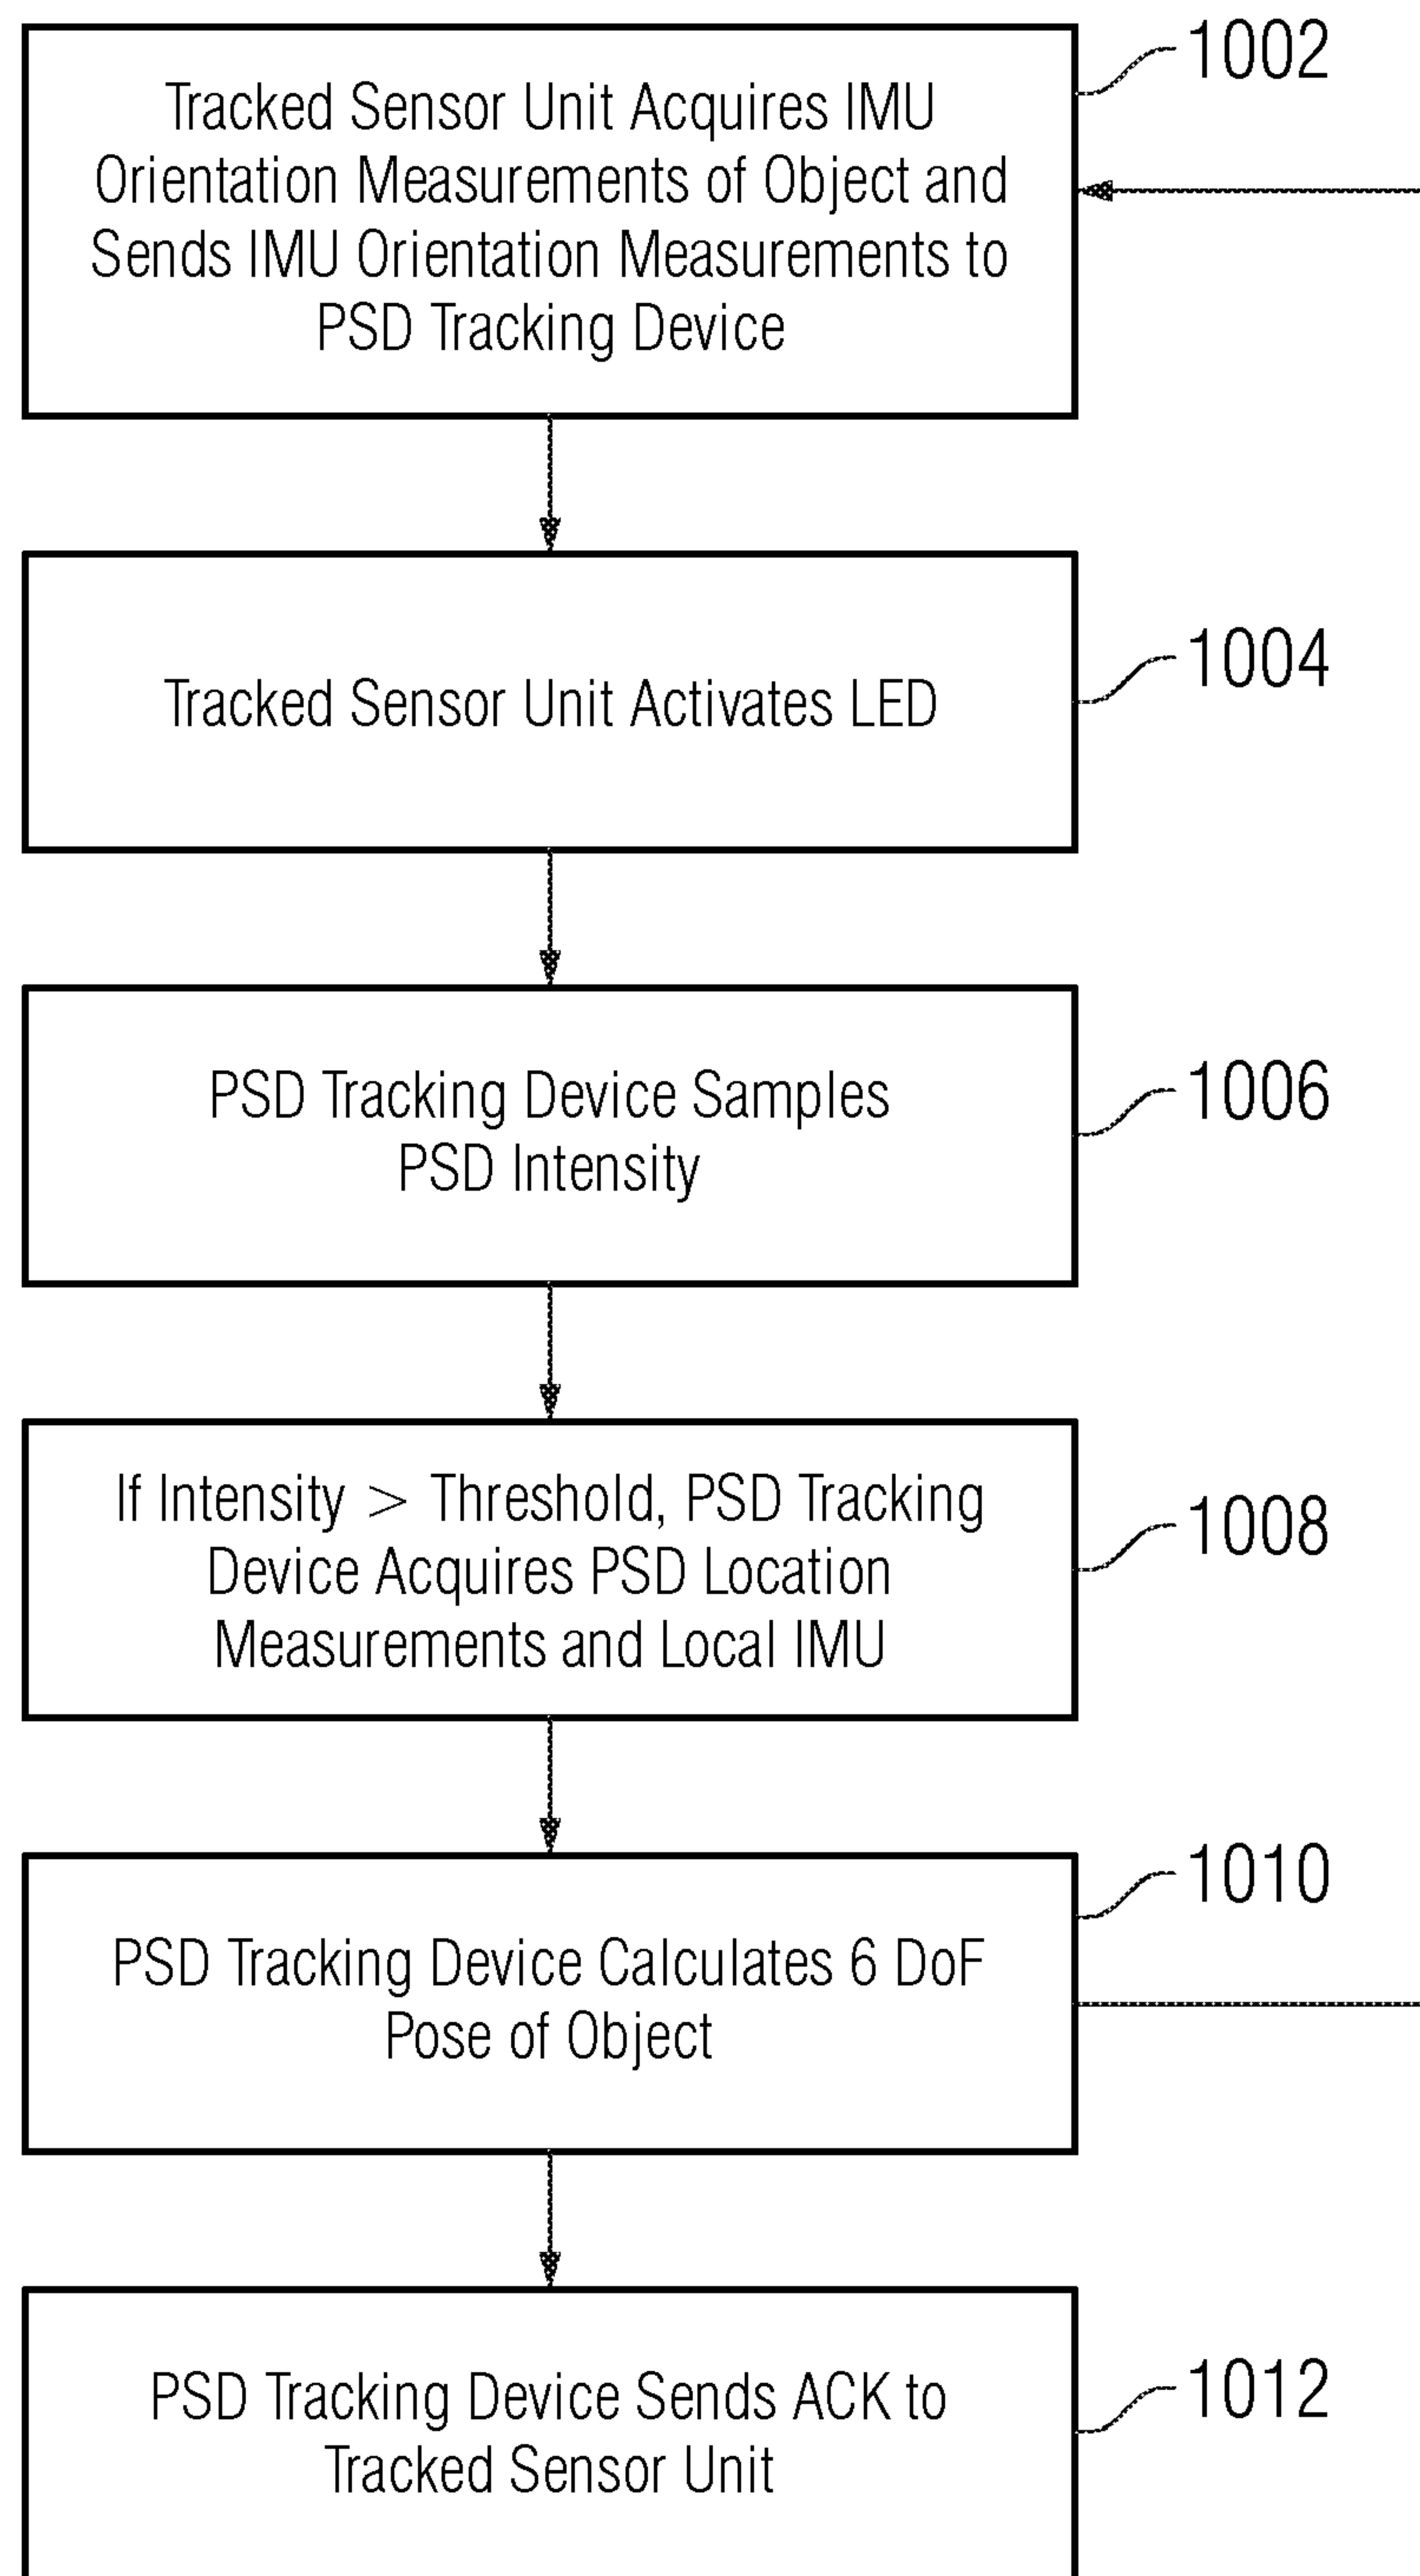 1002
Tracked Sensor Unit Acquires IMU
Orientation Measurements of Object and
Sends IMU Orientation Measurements to
PSD Tracking Device
1004
Tracked Sensor Unit Activates LED
1006
PSD Tracking Device Samples
PSD Intensity
1008
If Intensity > Threshold, PSD Tracking
Device Acquires PSD Location
Measurements and Local IMU
1010
PSD Tracking Device Calculates 6 DoF
Pose of Object
1012
PSD Tracking Device Sends ACK to
Tracked Sensor Unit